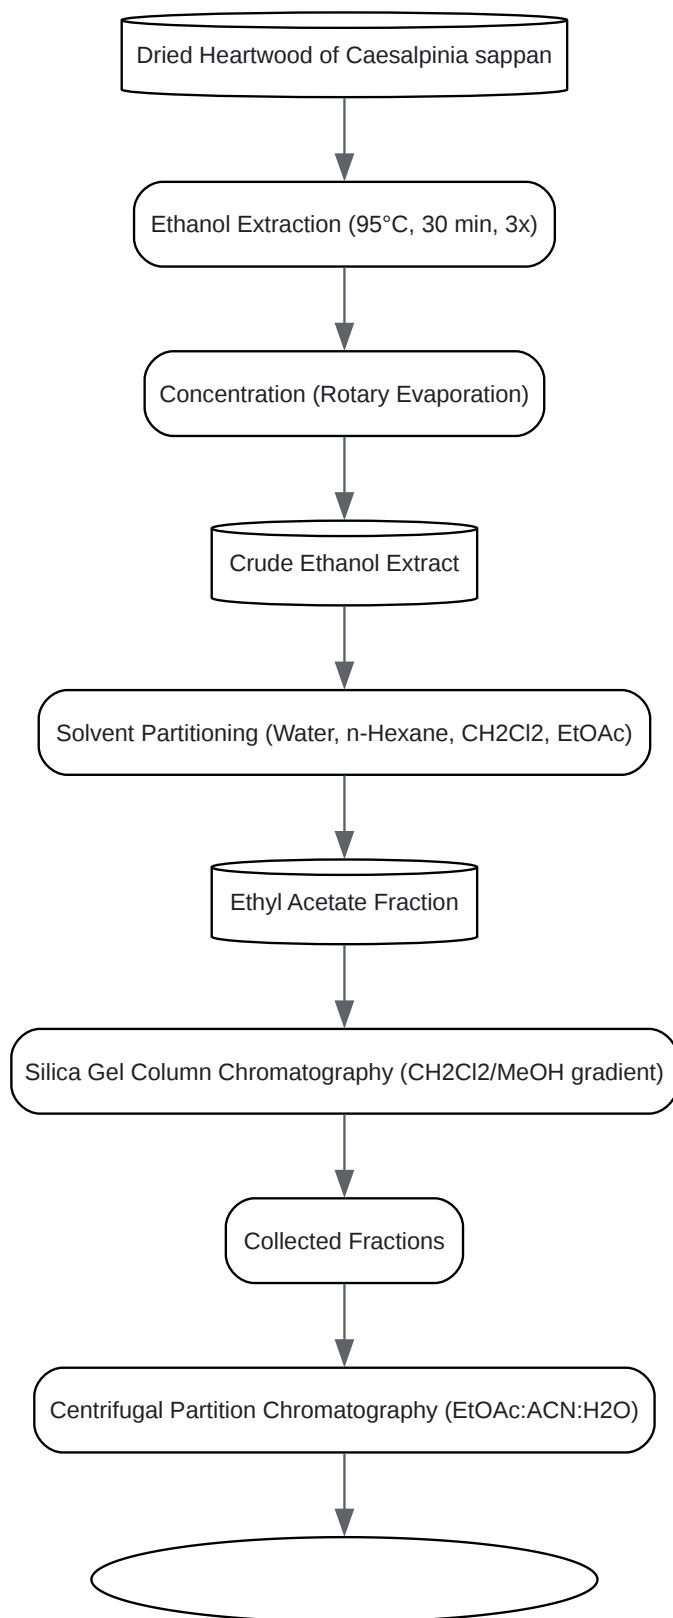 Dried Heartwood of Caesalpinia sappan
Ethanol Extraction (95°C, 30 min, 3x)
Concentration (Rotary Evaporation)
Crude Ethanol Extract
Solvent Partitioning (Water, n-Hexane, CH2Cl2, EtOAc)
Ethyl Acetate Fraction
Silica Gel Column Chromatography (CH2Cl2/MeOH gradient)
Collected Fractions
Centrifugal Partition Chromatography (EtOAc:ACN:H2O)